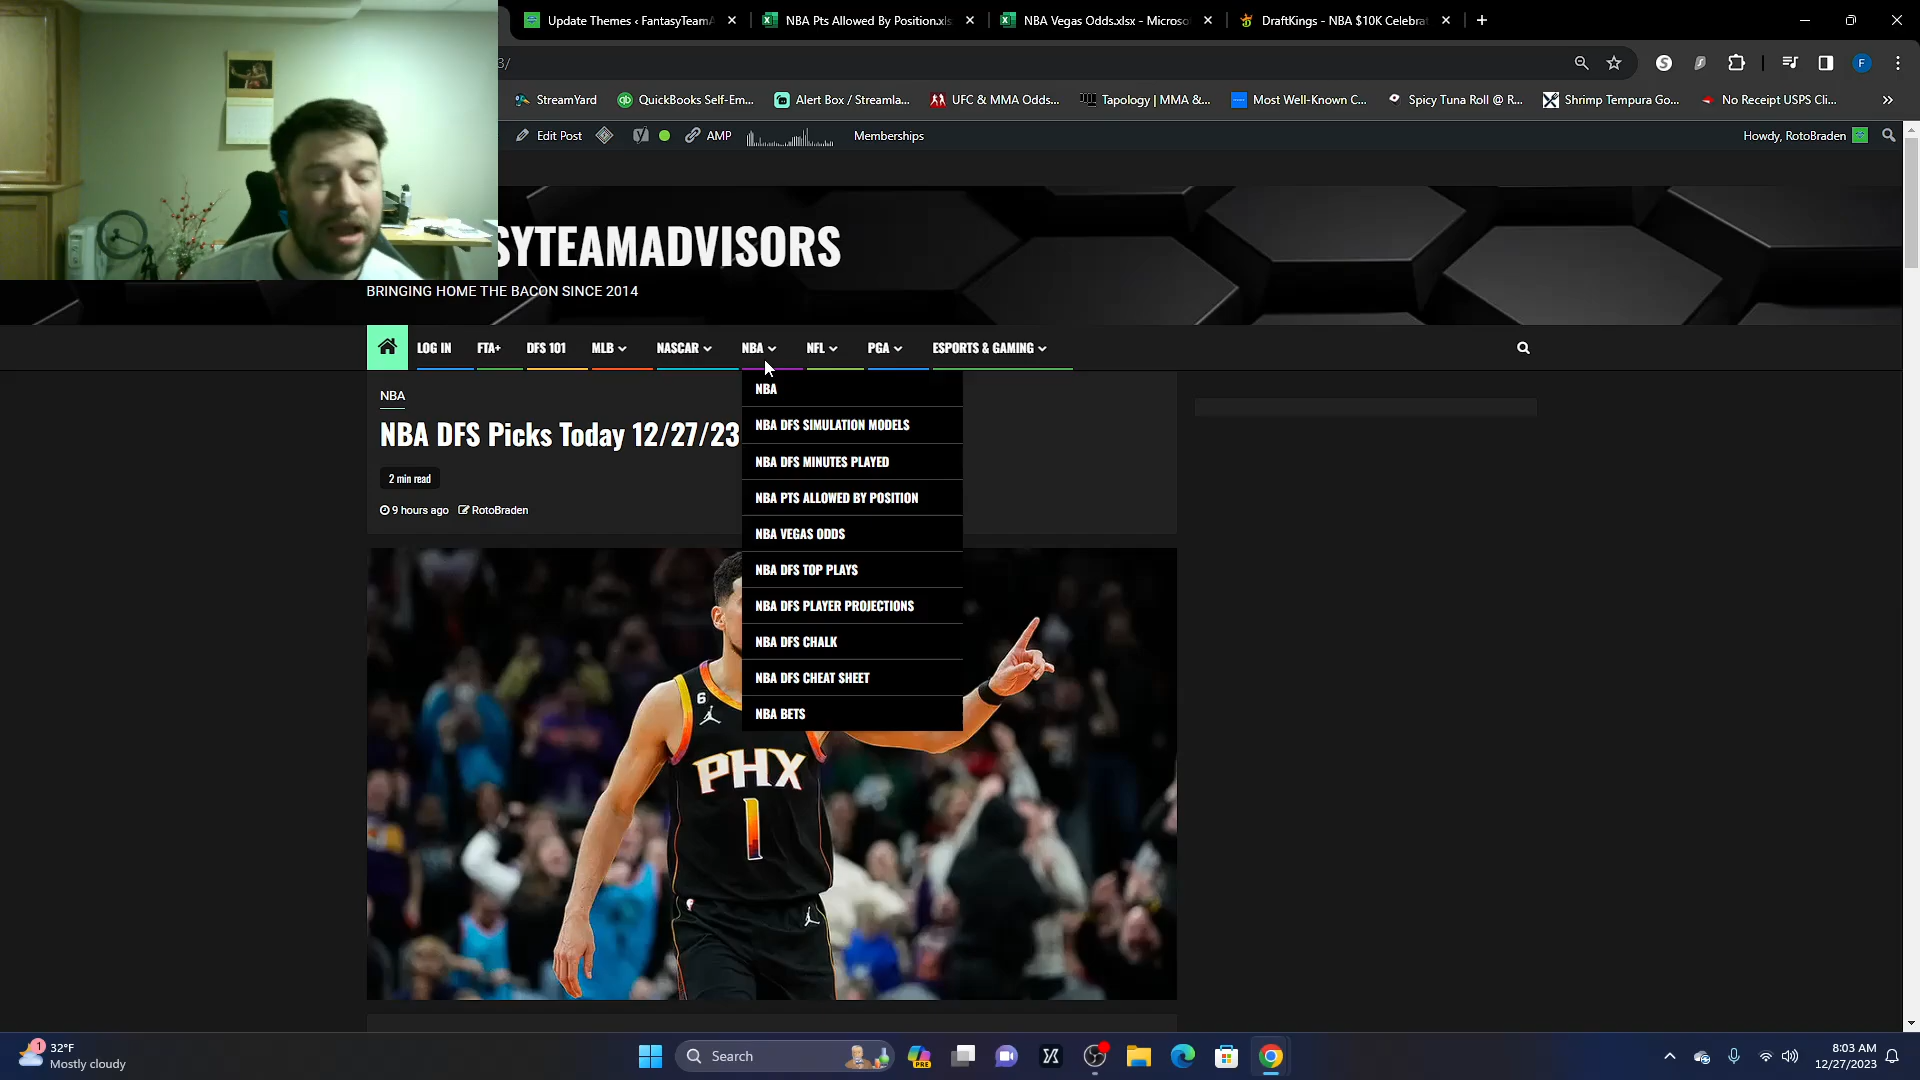 Update Themes ‹ FantasyTeamA
NBA Pts Allowed By Position.xls
NBA Vegas Odds.xlsx - Microso
DraftKings - NBA $10K Celebrat
3/
F
StreamYard
QuickBooks Self-Em...
Alert Box / Streamla...
UFC & MMA Odds...
Tapology | MMA &...
Most Well-Known C...
Spicy Tuna Roll @ R...
Shrimp Tempura Go...
No Receipt USPS Cli...
Edit Post
AMP
Memberships
Howdy, RotoBraden
SYTEAMADVISORS
BRINGING HOME THE BACON SINCE 2014
LOG IN
FTA+
DFS 101
MLB
NASCAR
NBA
NFL
PGA
ESPORTS & GAMING
NBA
NBA DFS SIMULATION MODELS
NBA DFS MINUTES PLAYED
NBA PTS ALLOWED BY POSITION
NBA VEGAS ODDS
NBA DFS TOP PLAYS
NBA DFS PLAYER PROJECTIONS
NBA DFS CHALK
NBA DFS CHEAT SHEET
NBA BETS
NBA
NBA DFS Picks Today 12/27/23
2 min read
9 hours ago
RotoBraden
6
PHX
1
1
32°F
Mostly cloudy
Search
PRE
8:03 AM
12/27/2023